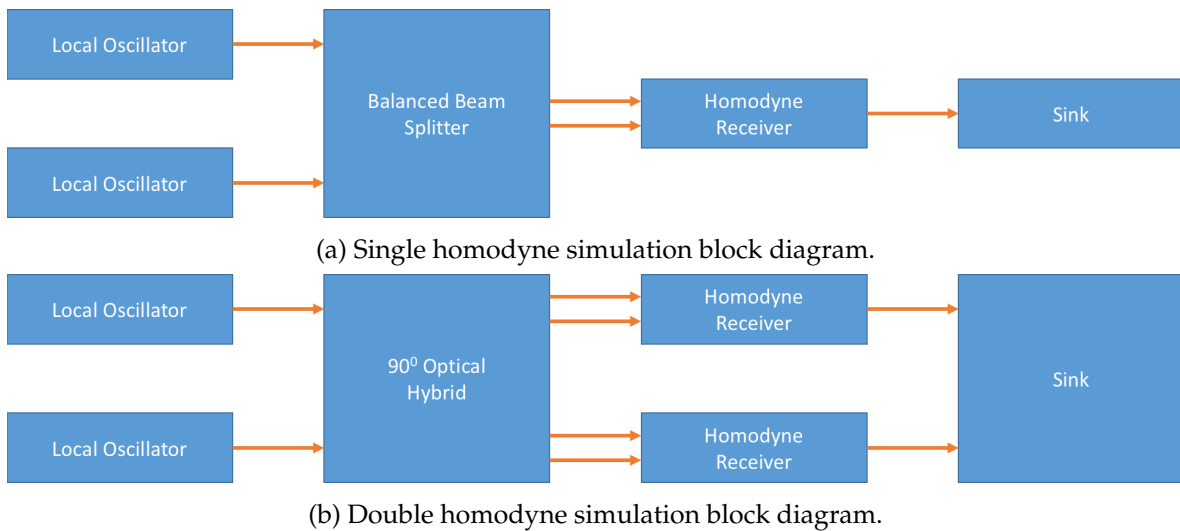 Local Oscillator
Local Oscillator
Balanced Beam
Splitter
Homodyne
Receiver
Sink
(a) Single homodyne simulation block diagram.
Local Oscillator
Local Oscillator
90⁰ Optical
Hybrid
Homodyne
Receiver
Homodyne
Receiver
Sink
(b) Double homodyne simulation block diagram.